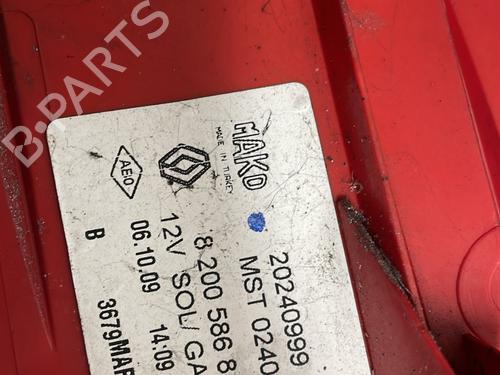 B-PARTS
MAKO
MADE IN TURKEY
AEO
20240999
MST 0240
8 200 586 8
12V SOL/ GA
06.10.09 14:09
B 3679MAR